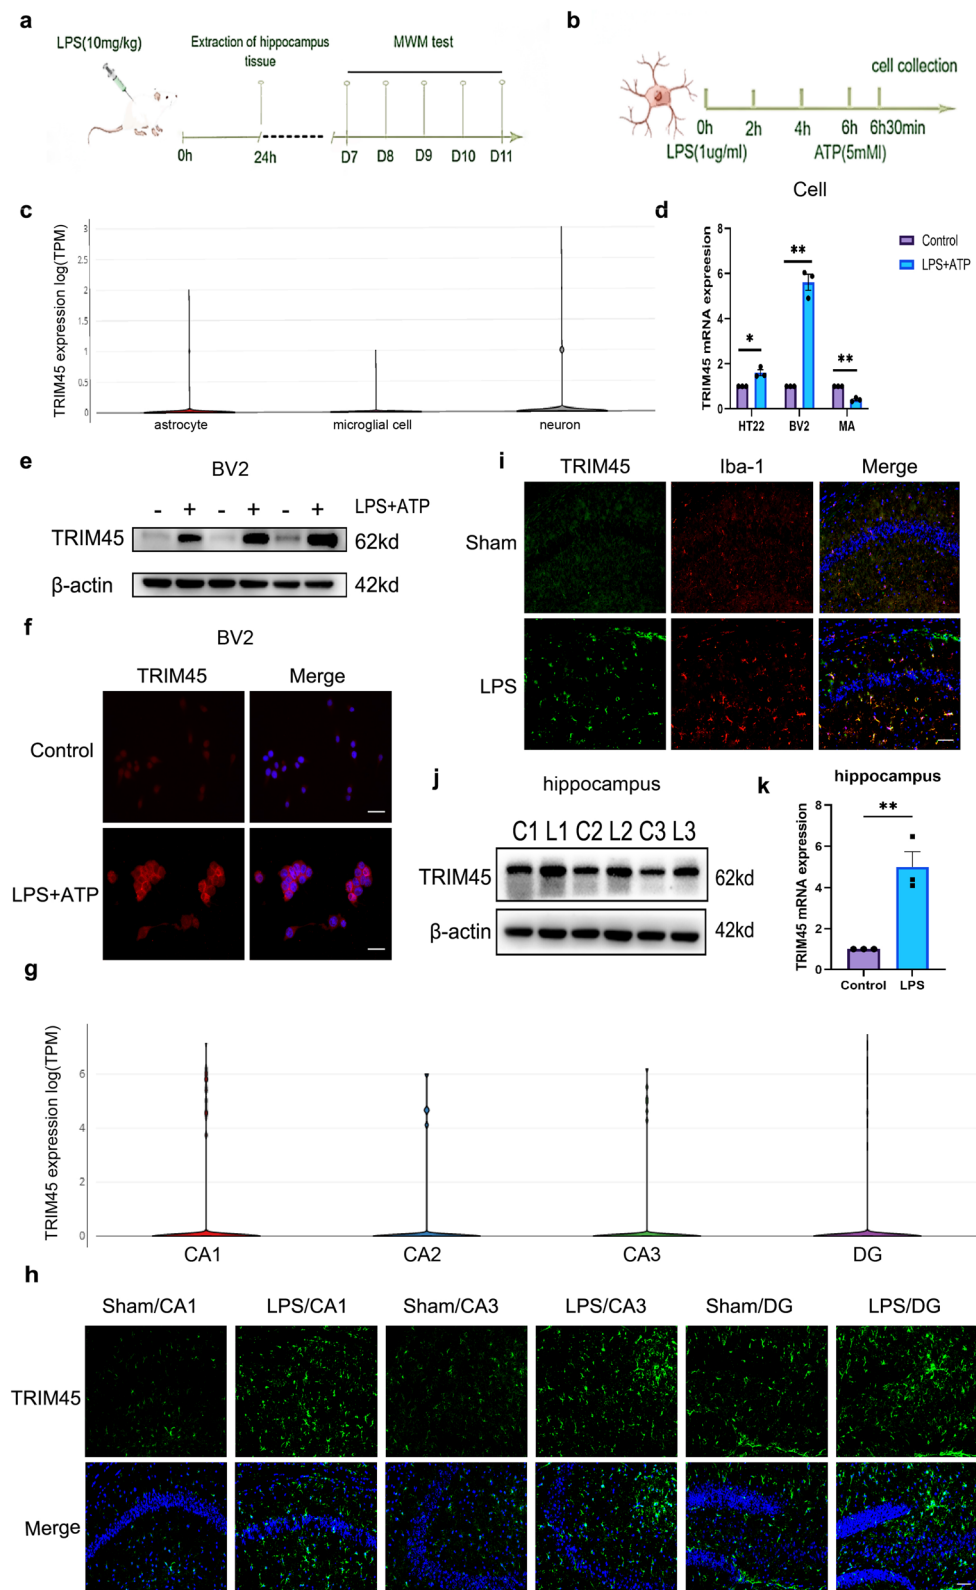 a
LPS(10mg/kg)
Extraction of hippocampus
tissue
MWM test
0h
24h
D7
D8
D9
D10
D11
b
cell collection
0h
2h
4h
6h
6h30min
LPS(1ug/ml)
ATP(5mMl)
c
TRIM45 expression log(TPM)
3
2.5
2
1.5
1
0.5
0
astrocyte
microglial cell
neuron
Cell
d
TRIM45 mRNA expreesion
8
6
4
2
0
*
**
**
HT22
BV2
MA
Control
LPS+ATP
e
BV2
- + - + - + LPS+ATP
TRIM45
62kd
β-actin
42kd
f
BV2
TRIM45
Merge
Control
LPS+ATP
i
TRIM45
Iba-1
Merge
Sham
LPS
j
hippocampus
C1 L1 C2 L2 C3 L3
TRIM45
62kd
β-actin
42kd
k
hippocampus
TRIM45 mRNA expression
8
6
4
2
0
**
Control
LPS
g
TRIM45 expression log(TPM)
6
4
2
0
CA1
CA2
CA3
DG
h
Sham/CA1
LPS/CA1
Sham/CA3
LPS/CA3
Sham/DG
LPS/DG
TRIM45
Merge